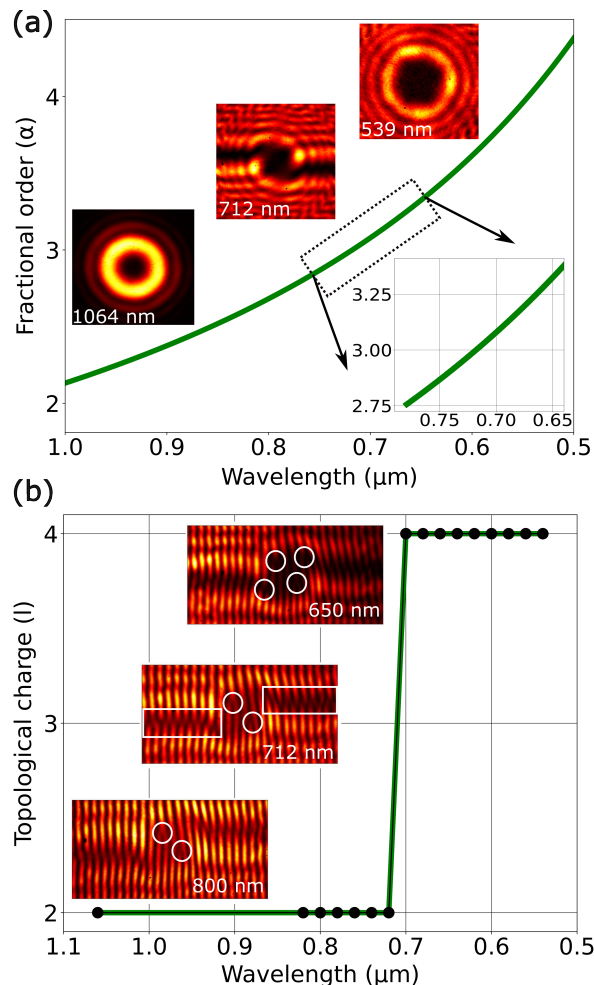 (a)
Fractional order (α)
4
3
2
539 nm
712 nm
1064 nm
3.25
3.00
2.75
0.75 0.70 0.65
1.0 0.9 0.8 0.7 0.6 0.5
Wavelength (μm)
(b)
Topological charge (l)
4
3
2
650 nm
712 nm
800 nm
1.1 1.0 0.9 0.8 0.7 0.6 0.5
Wavelength (μm)